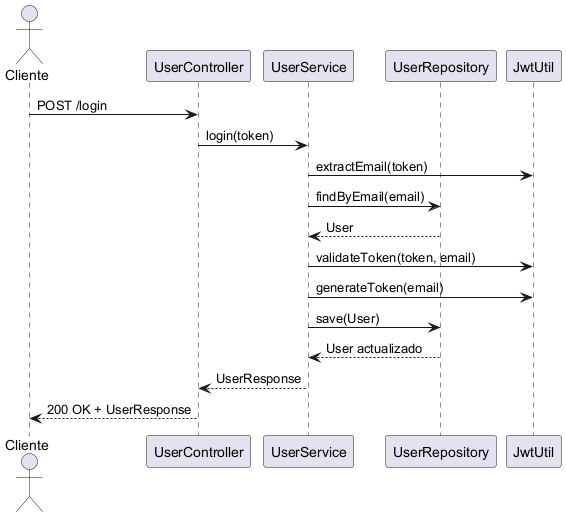 Cliente
UserController
UserService
UserRepository
JwtUtil
POST /login
login(token)
extractEmail(token)
findByEmail(email)
User
validateToken(token, email)
generateToken(email)
save(User)
User actualizado
UserResponse
200 OK + UserResponse
Cliente
UserController
UserService
UserRepository
JwtUtil